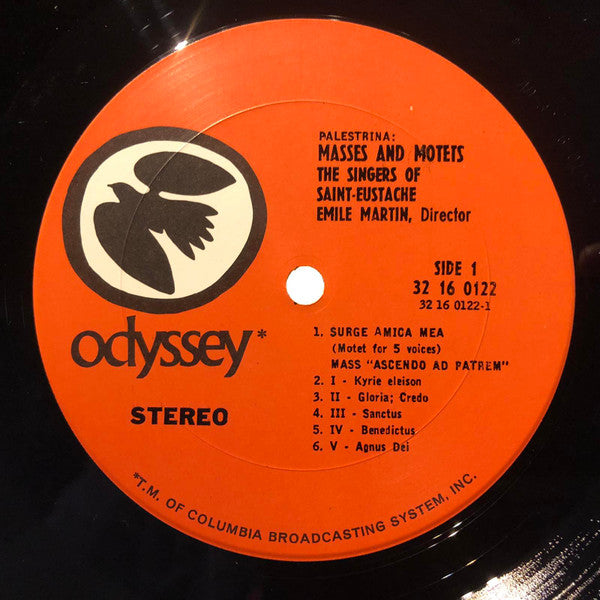 PALESTRINA:
MASSES AND MOTETS
THE SINGERS OF
SAINT-EUSTACHE
EMILE MARTIN, Director
SIDE 1
32 16 0122
32 16 0122-1
odyssey*
STEREO
1. SURGE AMICA MEA
(Motet for 5 voices)
MASS "ASCENDO AD PATREM"
2. I - Kyrie eleison
3. II - Gloria; Credo
4. III - Sanctus
5. IV - Benedictus
6. V - Agnus Dei
*T.M. OF COLUMBIA BROADCASTING SYSTEM, INC.